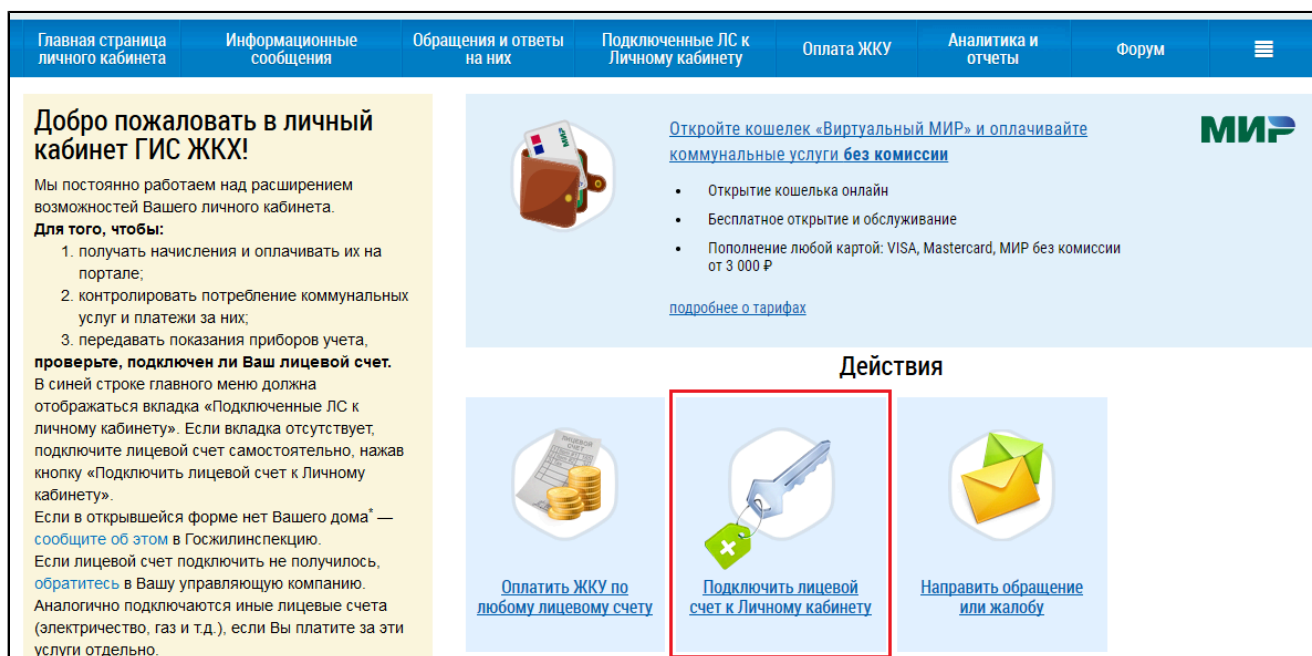 Главная страница
личного кабинета
Информационные
сообщения
Обращения и ответы
на них
Подключенные ЛС к
Личному кабинету
Оплата ЖКУ
Аналитика и
отчеты
Форум
Добро пожаловать в личный
кабинет ГИС ЖКХ!
Мы постоянно работаем над расширением
возможностей Вашего личного кабинета.
Для того, чтобы:
1. получать начисления и оплачивать их на
портале;
2. контролировать потребление коммунальных
услуг и платежи за них;
3. передавать показания приборов учета,
проверьте, подключен ли Ваш лицевой счет.
В синей строке главного меню должна
отображаться вкладка «Подключенные ЛС к
личному кабинету». Если вкладка отсутствует,
подключите лицевой счет самостоятельно, нажав
кнопку «Подключить лицевой счет к Личному
кабинету».
Если в открывшейся форме нет Вашего дома* —
сообщите об этом в Госжилинспекцию.
Если лицевой счет подключить не получилось,
обратитесь в Вашу управляющую компанию.
Аналогично подключаются иные лицевые счета
(электричество, газ и т.д.), если Вы платите за эти
услуги отдельно.
МИР
Откройте кошелек «Виртуальный МИР» и оплачивайте
коммунальные услуги без комиссии
• Открытие кошелька онлайн
• Бесплатное открытие и обслуживание
• Пополнение любой картой: VISA, Mastercard, МИР без комиссии
от 3 000 ₽
подробнее о тарифах
МИР
Действия
ЛИЦЕВОЙ
СЧЕТ
Оплатить ЖКУ по
любому лицевому счету
Подключить лицевой
счет к Личному кабинету
Направить обращение
или жалобу